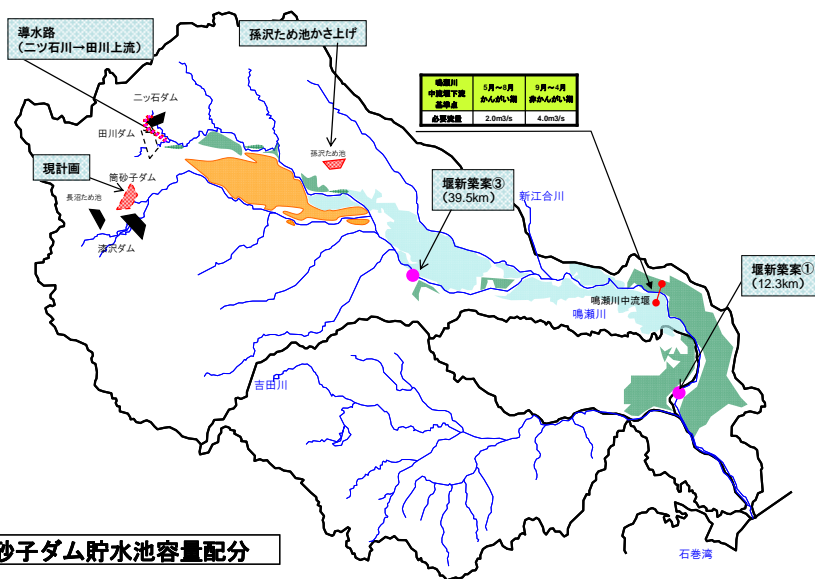 導水路
(二ツ石川→田川上流)
孫沢ため池かさ上げ
鳴瀬川
中流堰下流
基準点
5月～8月
かんがい期
9月～4月
非かんがい期
必要流量
2.0m3/s
4.0m3/s
二ツ石ダム
田川ダム
孫沢ため池
現計画
筒砂子ダム
長沼ため池
漆沢ダム
堰新築案③
(39.5km)
新江合川
堰新築案①
(12.3km)
鳴瀬川中流堰
鳴瀬川
吉田川
砂子ダム貯水池容量配分
石巻湾